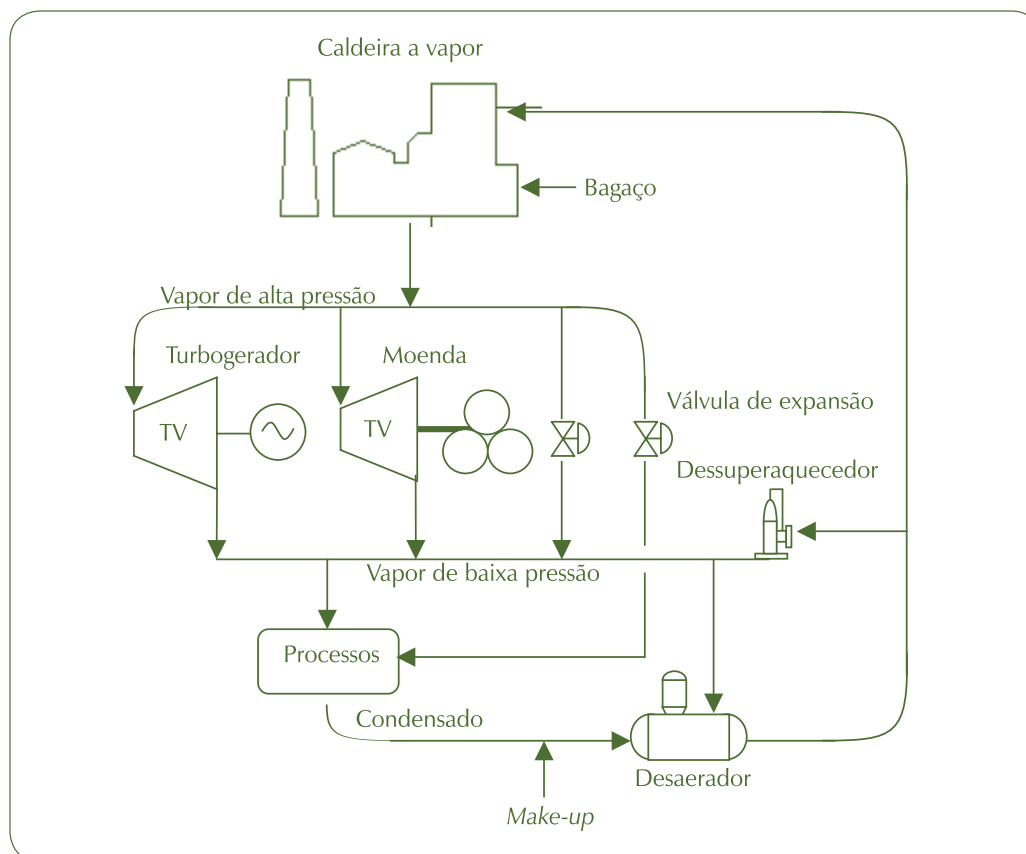 Caldeira a vapor
Bagaço
Vapor de alta pressão
Turbogerador
Moenda
Válvula de expansão
TV
TV
Dessuperaquecedor
Vapor de baixa pressão
Processos
Condensado
Desaerador
Make-up